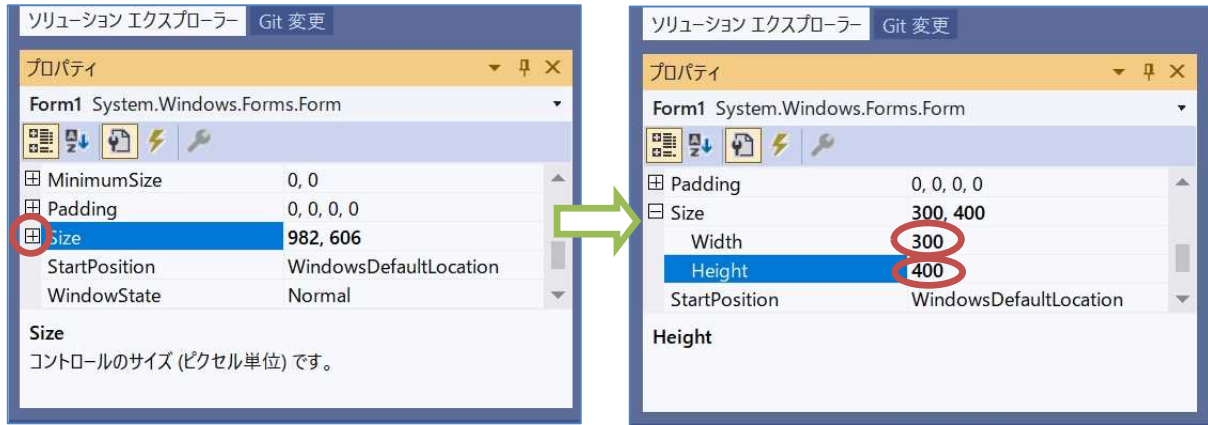 ソリューション エクスプローラー Git 変更
プロパティ
Form1 System.Windows.Forms.Form
MinimumSize 0, 0
Padding 0, 0, 0, 0
Size 982, 606
StartPosition WindowsDefaultLocation
WindowState Normal
Size
コントロールのサイズ (ピクセル単位) です。
ソリューション エクスプローラー Git 変更
プロパティ
Form1 System.Windows.Forms.Form
Padding 0, 0, 0, 0
Size 300, 400
Width 300
Height 400
StartPosition WindowsDefaultLocation
Height